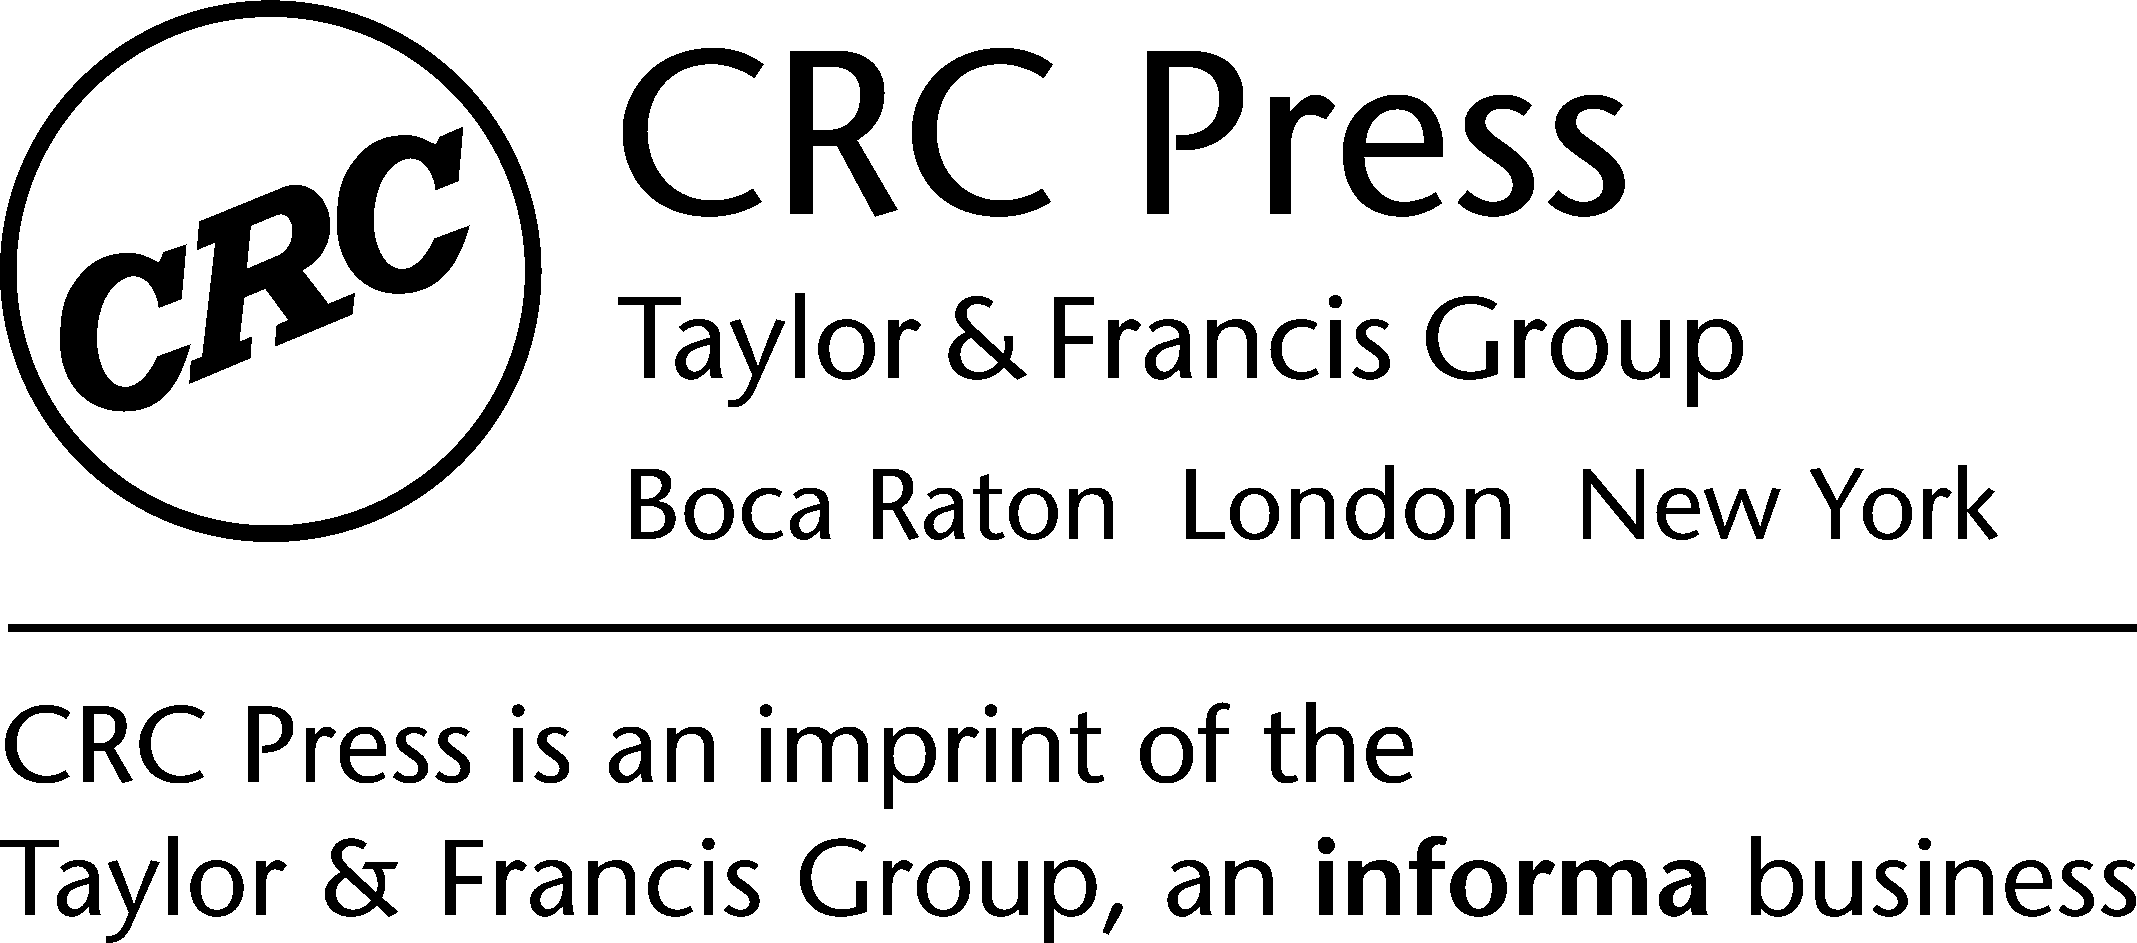 CRC
CRC Press
Taylor & Francis Group
Boca Raton London New York
CRC Press is an imprint of the
Taylor & Francis Group, an informa business